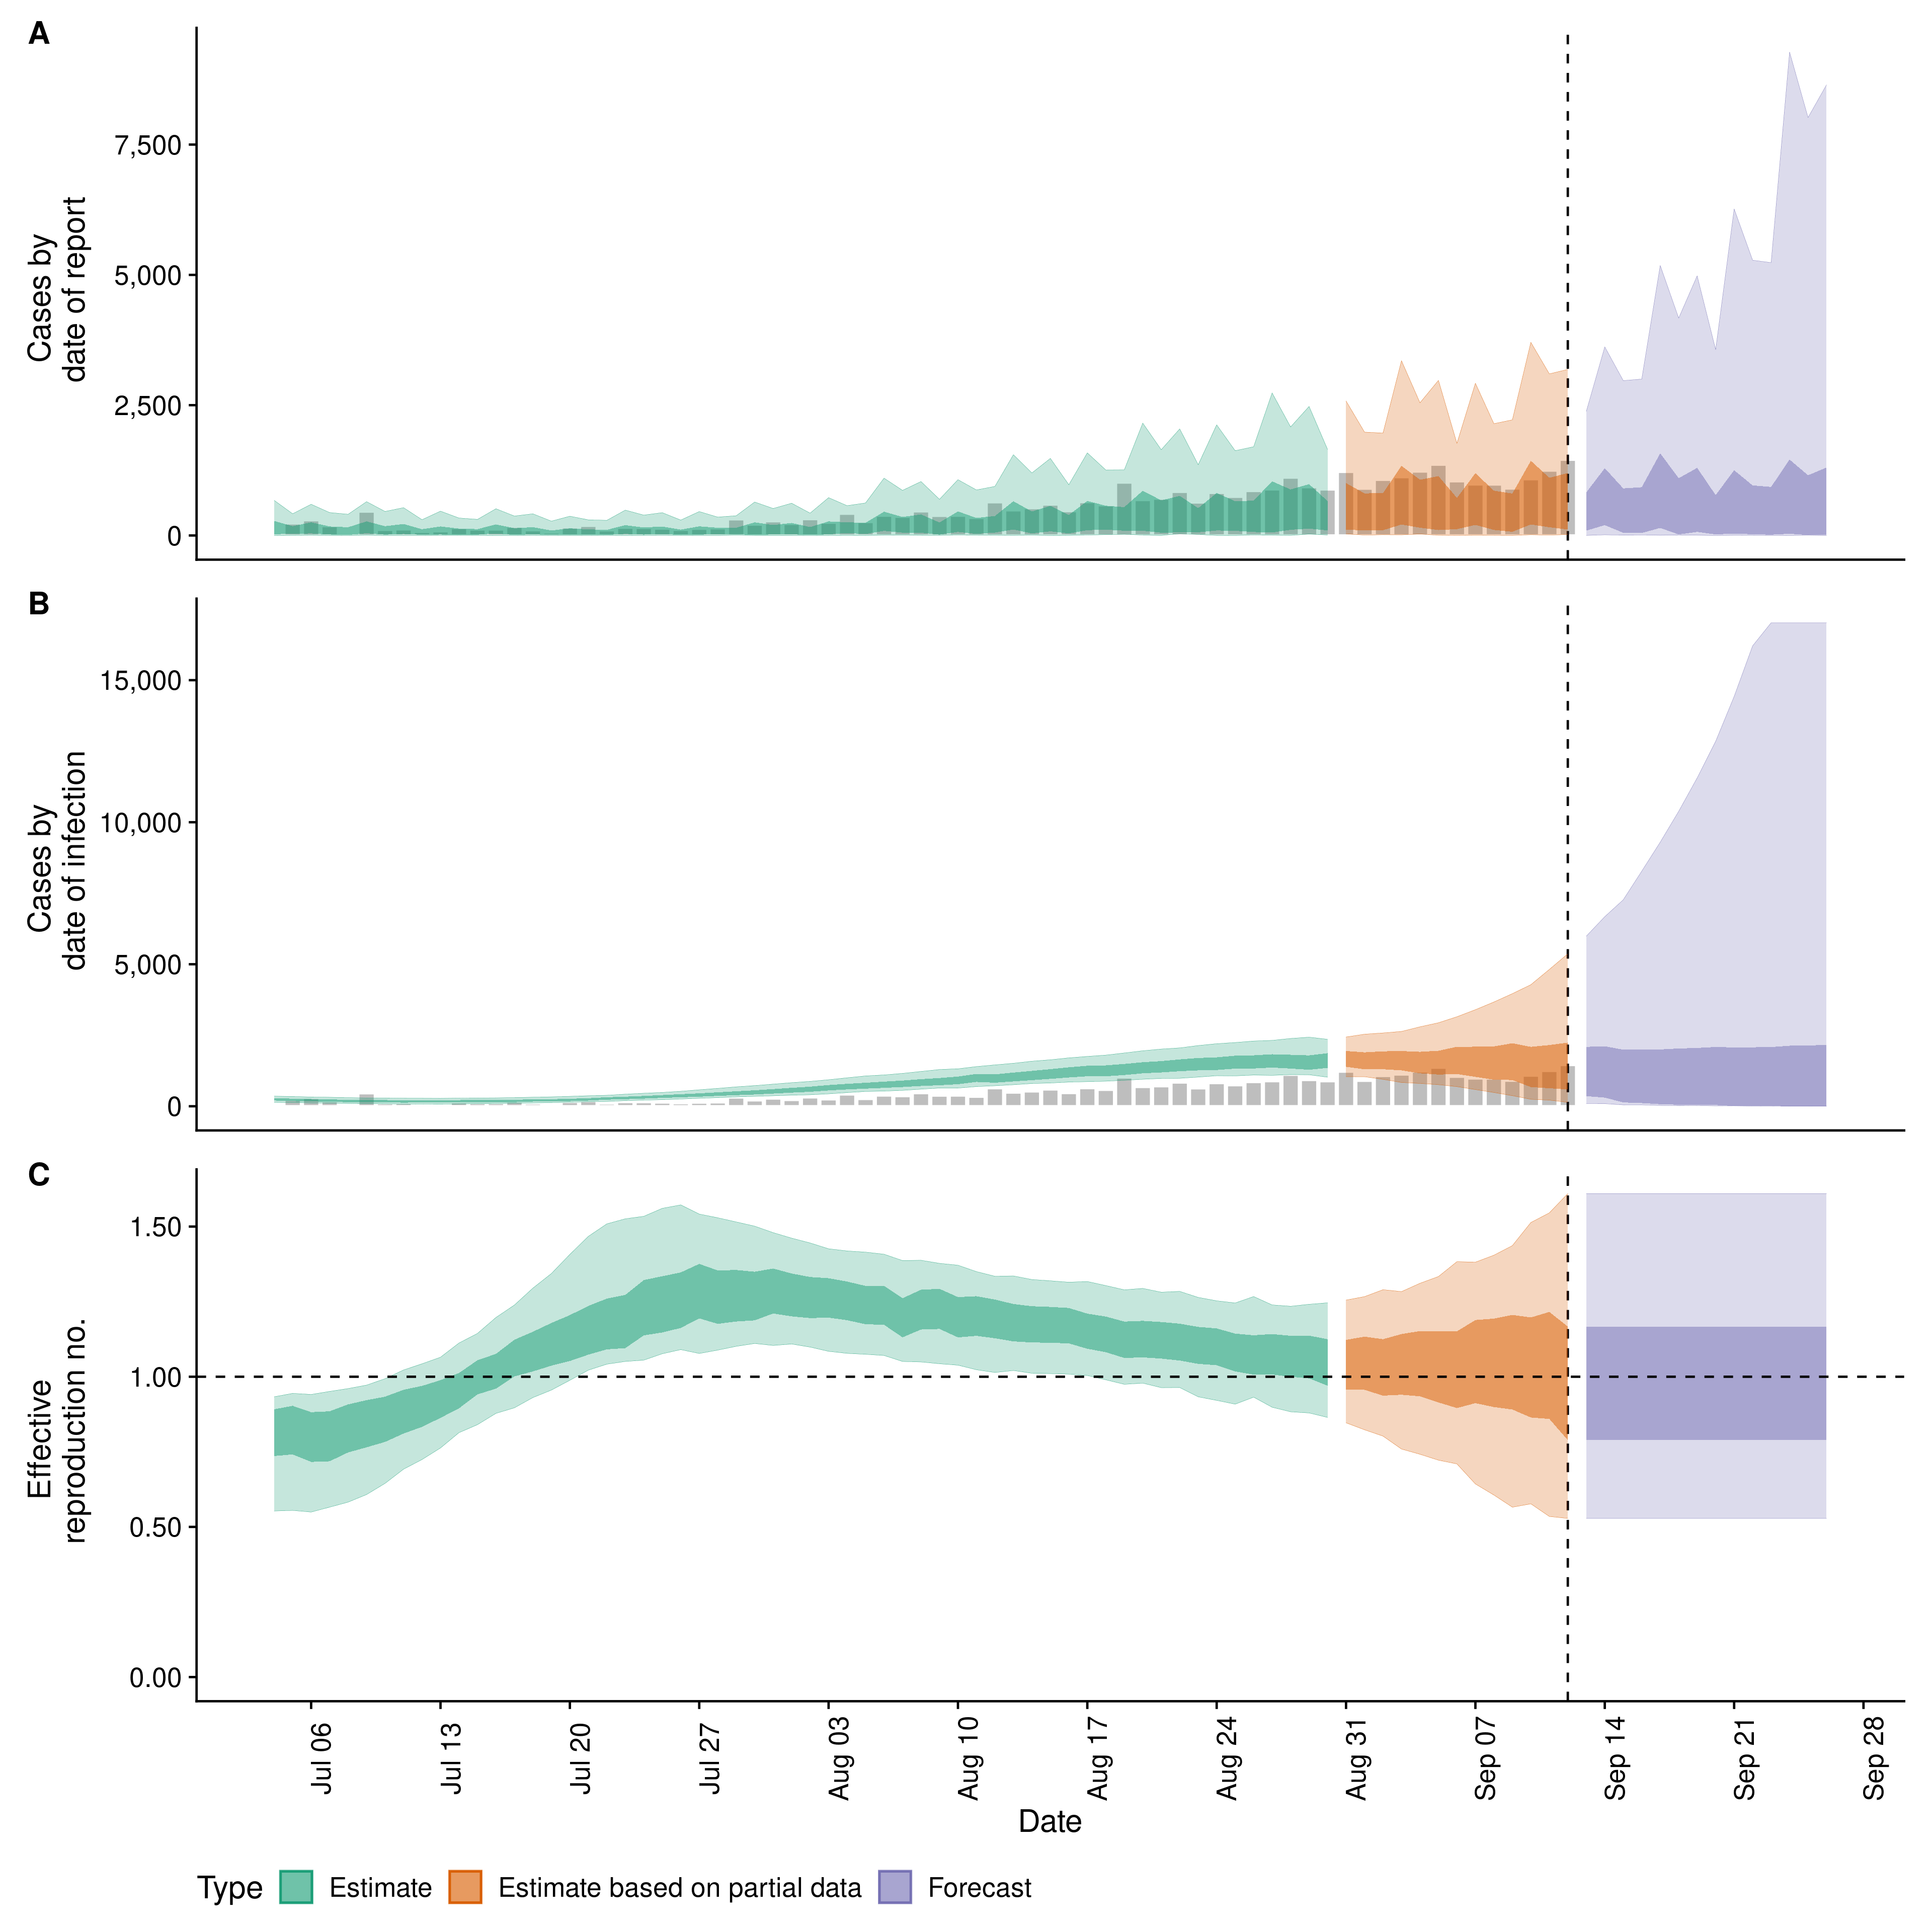 A
Cases by
date of report
7,500
5,000
2,500
0
B
Cases by
date of infection
15,000
10,000
5,000
0
C
Effective
reproduction no.
1.50
1.00
0.50
0.00
Jul 06
Jul 13
Jul 20
Jul 27
Aug 03
Aug 10
Aug 17
Aug 24
Aug 31
Sep 07
Sep 14
Sep 21
Sep 28
Date
Type Estimate Estimate based on partial data Forecast